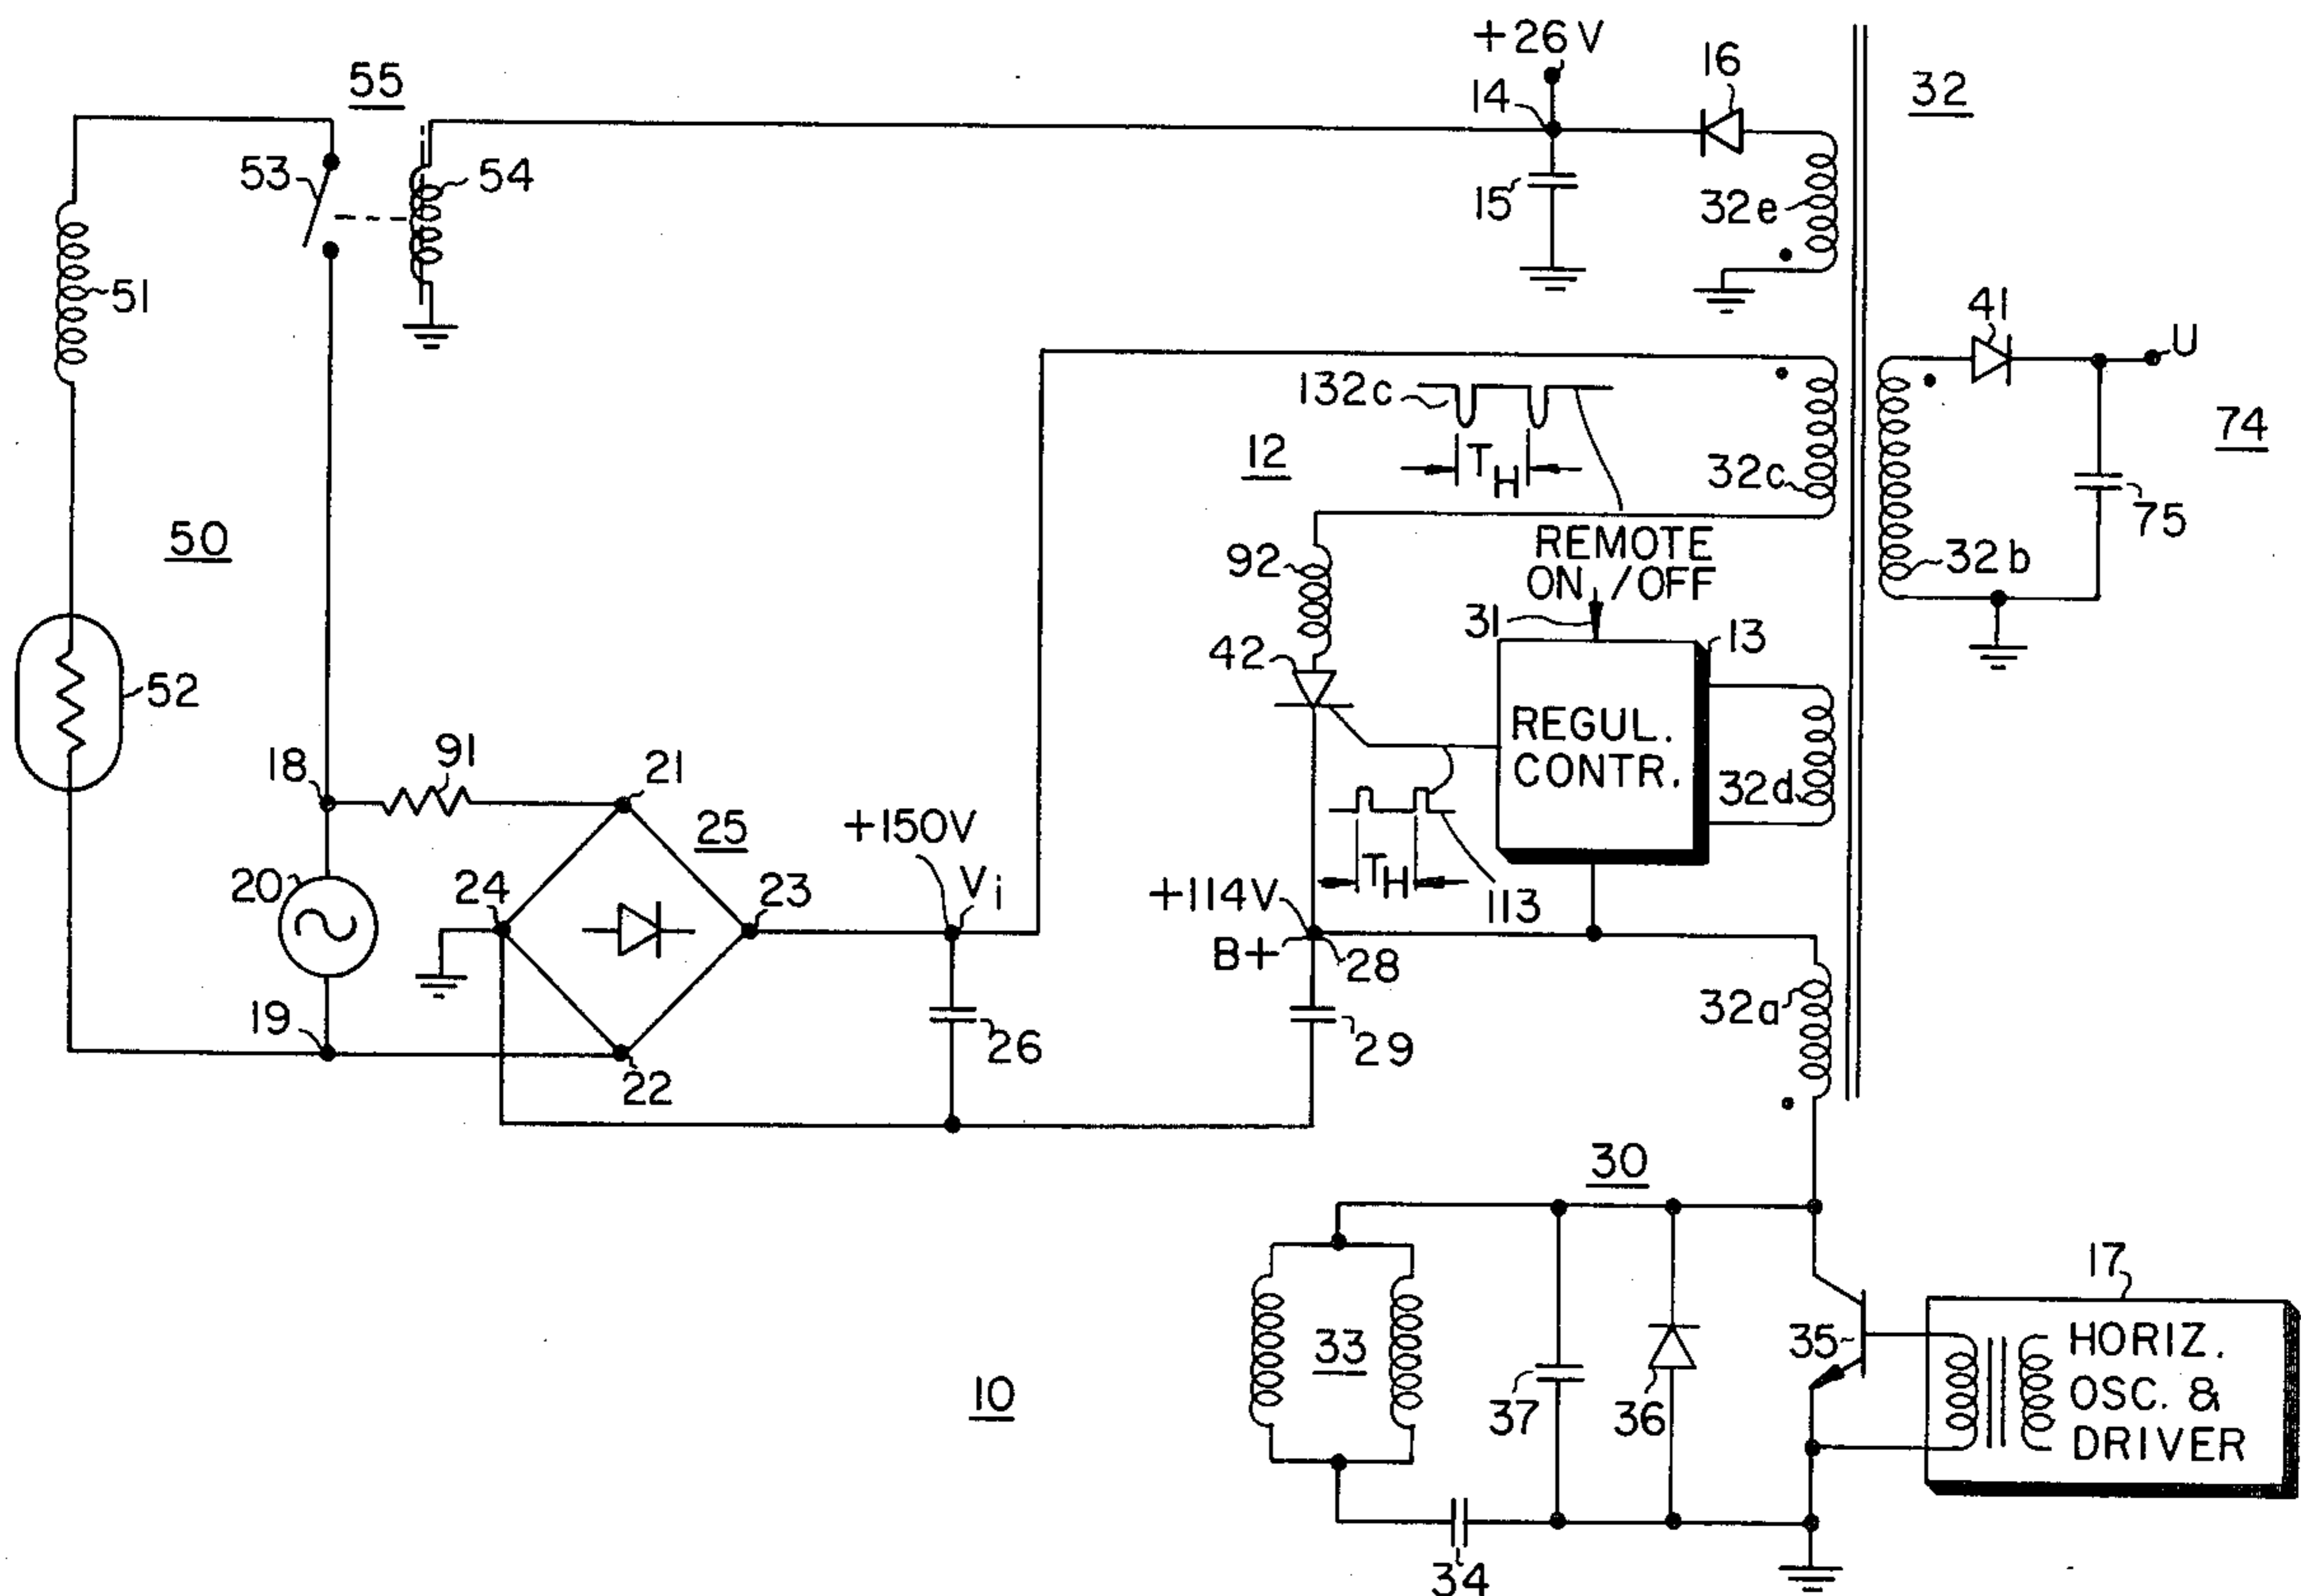 +26V
55
14
16
32
53
54
15
32e
51
41
U
132c
12
TH
32c
74
75
50
92
REMOTE
ON/OFF
32b
31
13
42
52
REGUL.
CONTR.
32d
18
91
21
25
+150V
Vi
20
24
23
TH
113
+114V
B+
28
19
22
26
29
32a
30
17
33
35
HORIZ.
OSC. &
DRIVER
10
37
36
34